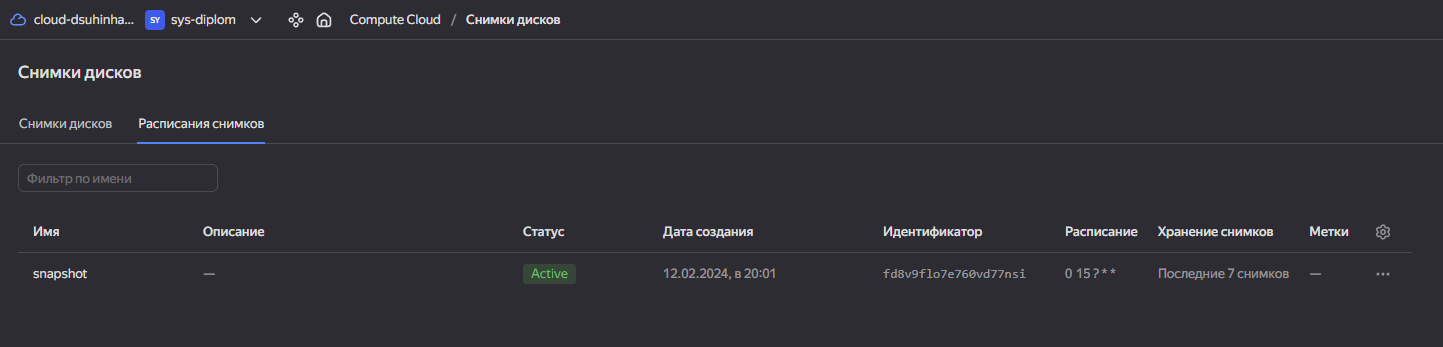 cloud-dsuhinha... SY sys-diplom Compute Cloud / Снимки дисков
Снимки дисков
Снимки дисков Расписания снимков
Фильтр по имени
Имя Описание Статус Дата создания Идентификатор Расписание Хранение снимков Метки
snapshot — Active 12.02.2024, в 20:01 fd8v9flo7e760vd77nsi 0 15 ? * * Последние 7 снимков —